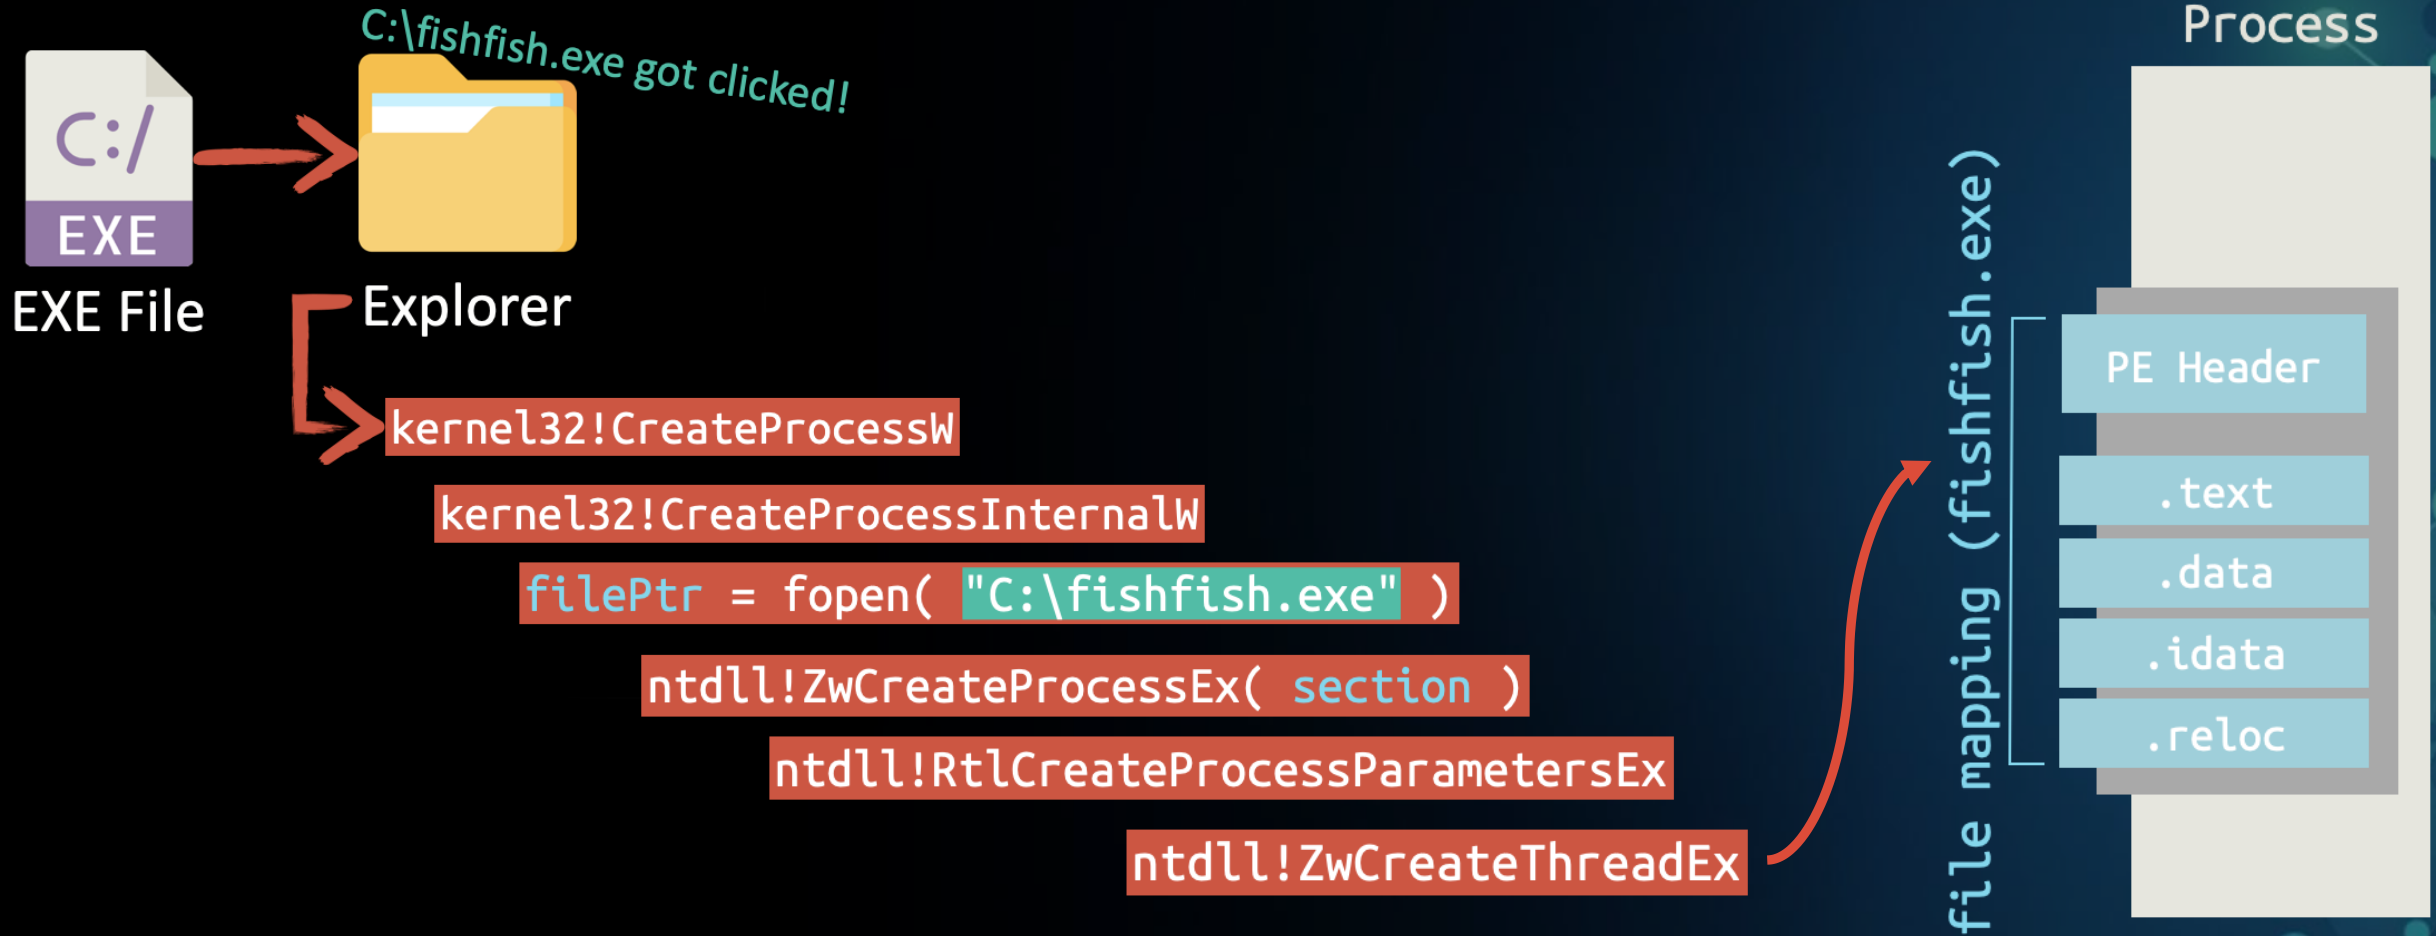 C:\fishfish.exe got clicked!
C:/
EXE
EXE File
Explorer
kernel32!CreateProcessW
kernel32!CreateProcessInternalW
filePtr = fopen( "C:\fishfish.exe" )
ntdll!ZwCreateProcessEx( section )
ntdll!RtlCreateProcessParametersEx
ntdll!ZwCreateThreadEx
file mapping (fishfish.exe)
Process
PE Header
.text
.data
.idata
.reloc